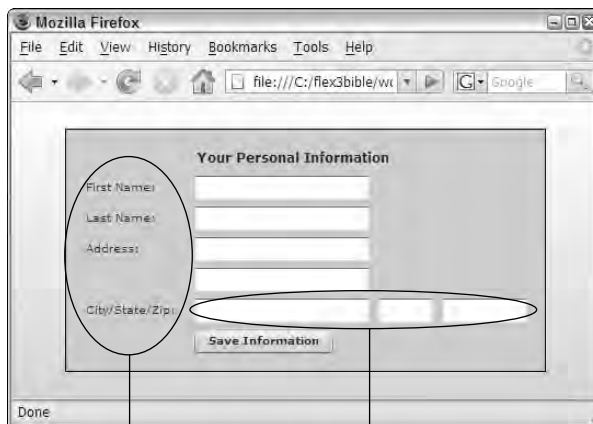 Mozilla Firefox
File Edit View History Bookmarks Tools Help
file:///C:/flex3bible/w G Google
Your Personal Information
First Name:
Last Name:
Address:
City/State/Zip:
Save Information
Done